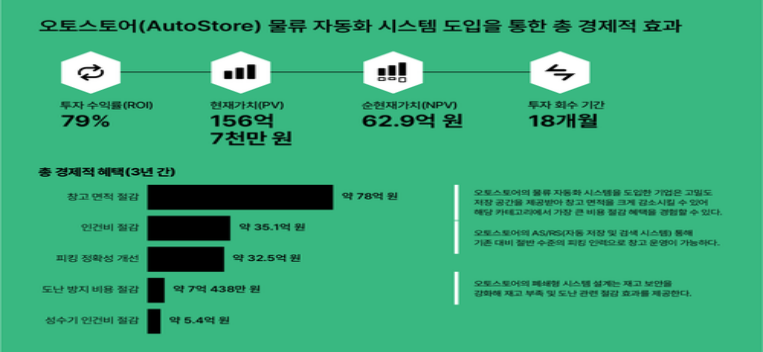 오토스토어(AutoStore) 물류 자동화 시스템 도입을 통한 총 경제적 효과
투자 수익률(ROI)
79%
현재가치(PV)
156억
7천만 원
순현재가치(NPV)
62.9억 원
투자 회수 기간
18개월
총 경제적 혜택(3년 간)
창고 면적 절감
약 78억 원
오토스토어의 물류 자동화 시스템을 도입한 기업은 고밀도
저장 공간을 제공받아 창고 면적을 크게 감소시킬 수 있어
해당 카테고리에서 가장 큰 비용 절감 혜택을 경험할 수 있다.
인건비 절감
약 35.1억 원
오토스토어의 AS/RS(자동 저장 및 검색 시스템) 통해
기존 대비 절반 수준의 피킹 인력으로 창고 운영이 가능하다.
피킹 정확성 개선
약 32.5억 원
도난 방지 비용 절감
약 7억 438만 원
오토스토어의 폐쇄형 시스템 설계는 재고 보안을
강화해 재고 부족 및 도난 관련 절감 효과를 제공한다.
성수기 인건비 절감
약 5.4억 원